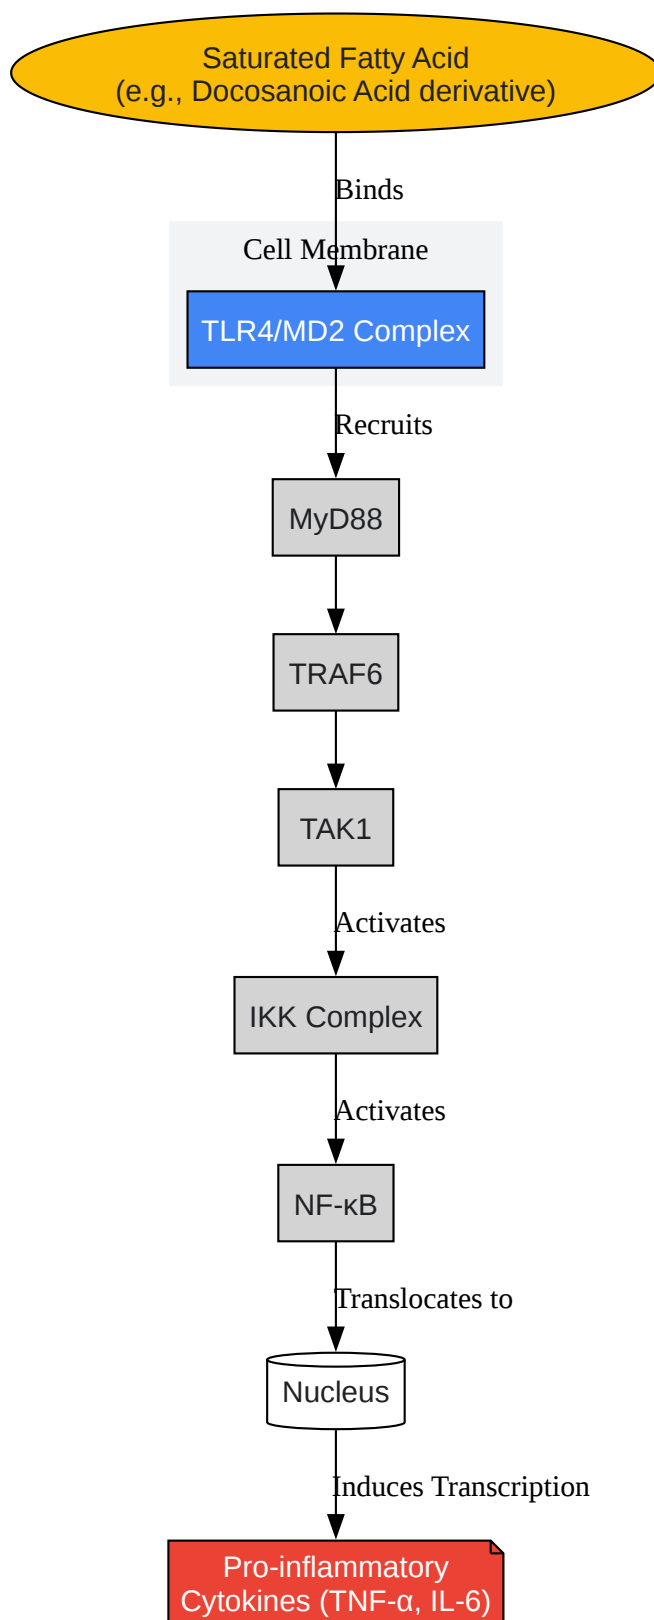 Saturated Fatty Acid
(e.g., Docosanoic Acid derivative)
Binds
Cell Membrane
TLR4/MD2 Complex
Recruits
MyD88
TRAF6
TAK1
Activates
IKK Complex
Activates
NF-κB
Translocates to
Nucleus
Induces Transcription
Pro-inflammatory
Cytokines (TNF-α, IL-6)